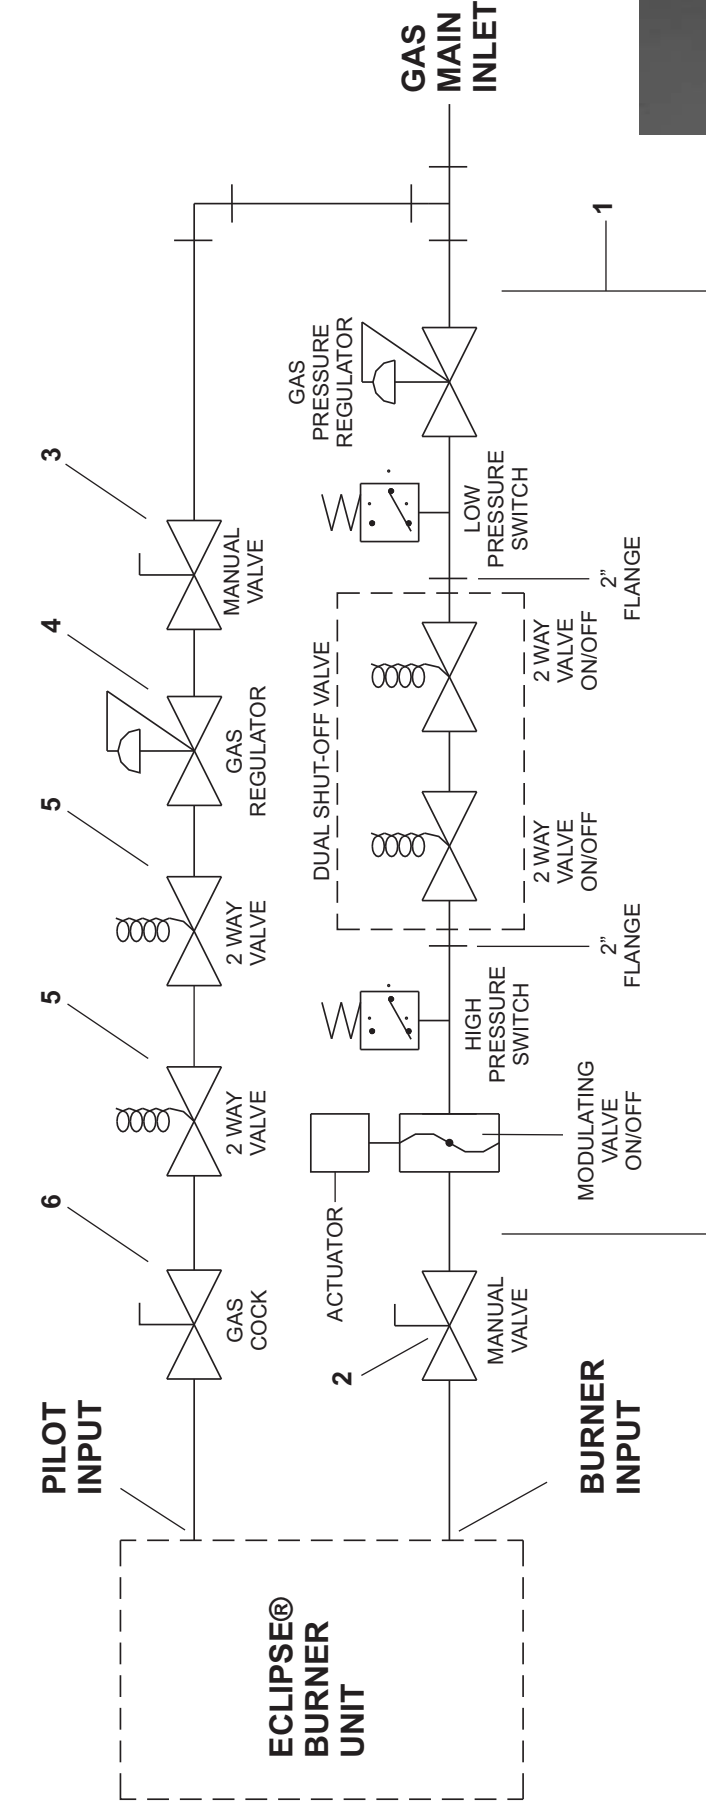 PILOT
INPUT
6
GAS
COCK
5
2 WAY
VALVE
5
2 WAY
VALVE
4
GAS
REGULATOR
3
MANUAL
VALVE
ECLIPSE®
BURNER
UNIT
BURNER
INPUT
2
MANUAL
VALVE
ACTUATOR
MODULATING
VALVE
ON/OFF
HIGH
PRESSURE
SWITCH
2”
FLANGE
DUAL SHUT-OFF VALVE
2 WAY
VALVE
ON/OFF
2 WAY
VALVE
ON/OFF
2”
FLANGE
LOW
PRESSURE
SWITCH
GAS
PRESSURE
REGULATOR
1
GAS
MAIN
INLET